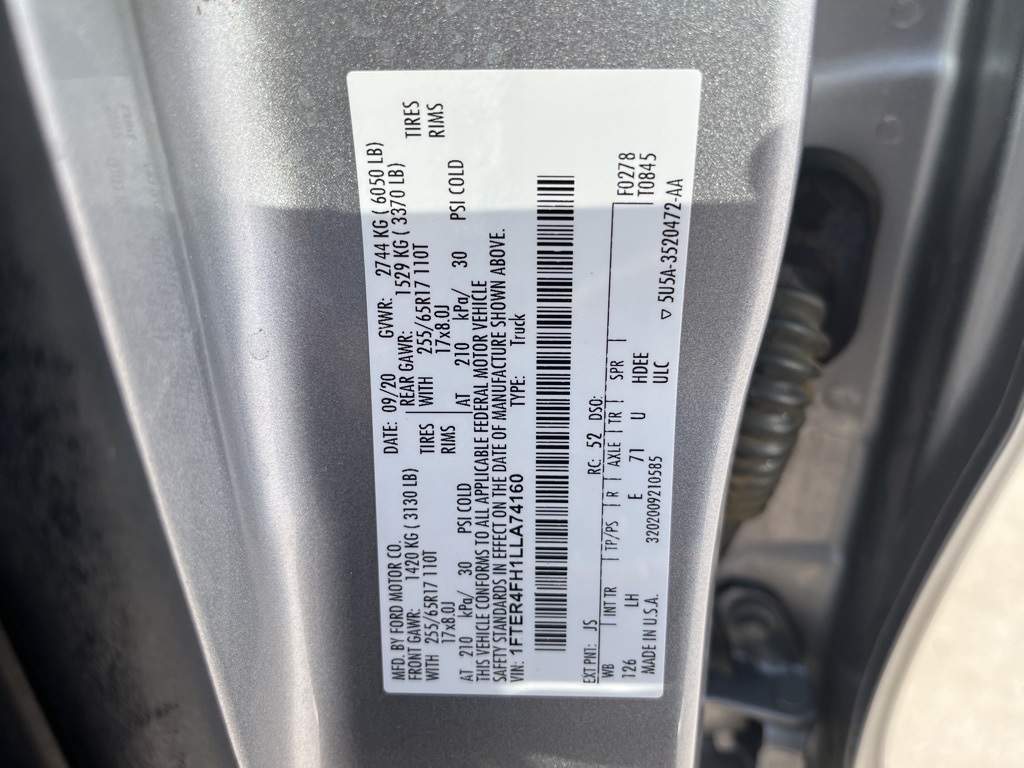 MFD. BY FORD MOTOR CO. DATE: 09/20 GVWR: 2744 KG ( 6050 LB)
FRONT GAWR: 1420 KG ( 3130 LB) REAR GAWR: 1529 KG ( 3370 LB)
WITH 255/65R17 110T TIRES WITH 255/65R17 110T TIRES
17x8.0J RIMS 17x8.0J RIMS
AT 210 kPa/ 30 PSI COLD AT 210 kPa/ 30 PSI COLD
THIS VEHICLE CONFORMS TO ALL APPLICABLE FEDERAL MOTOR VEHICLE
SAFETY STANDARDS IN EFFECT ON THE DATE OF MANUFACTURE SHOWN ABOVE.
VIN: 1FTER4FH1LLA74160 TYPE: Truck
EXT PNT: JS RC: 52 DSO: F0278
WB INT TR TP/PS R AXLE TR SPR T0845
126 LH E 71 U HDEE
MADE IN U.S.A. 3202009210585 UILC
▽ 5U5A-3520472-AA